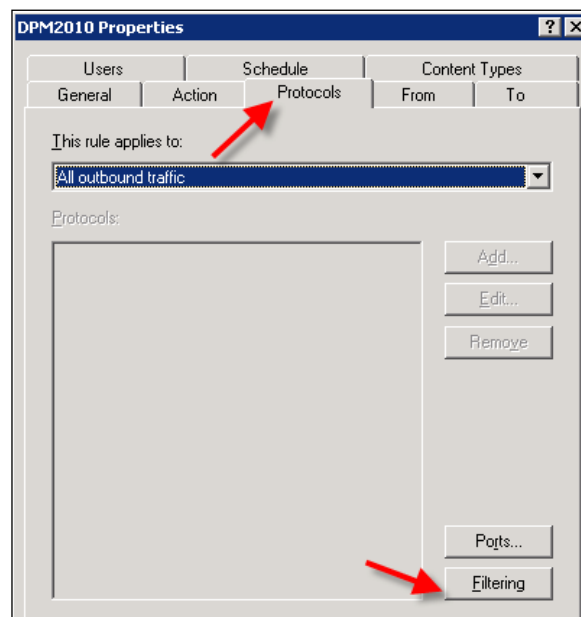 DPM2010 Properties
Users Schedule Content Types
General Action Protocols From To
This rule applies to:
All outbound traffic
Protocols:
Add...
Edit...
Remove
Ports...
Filtering